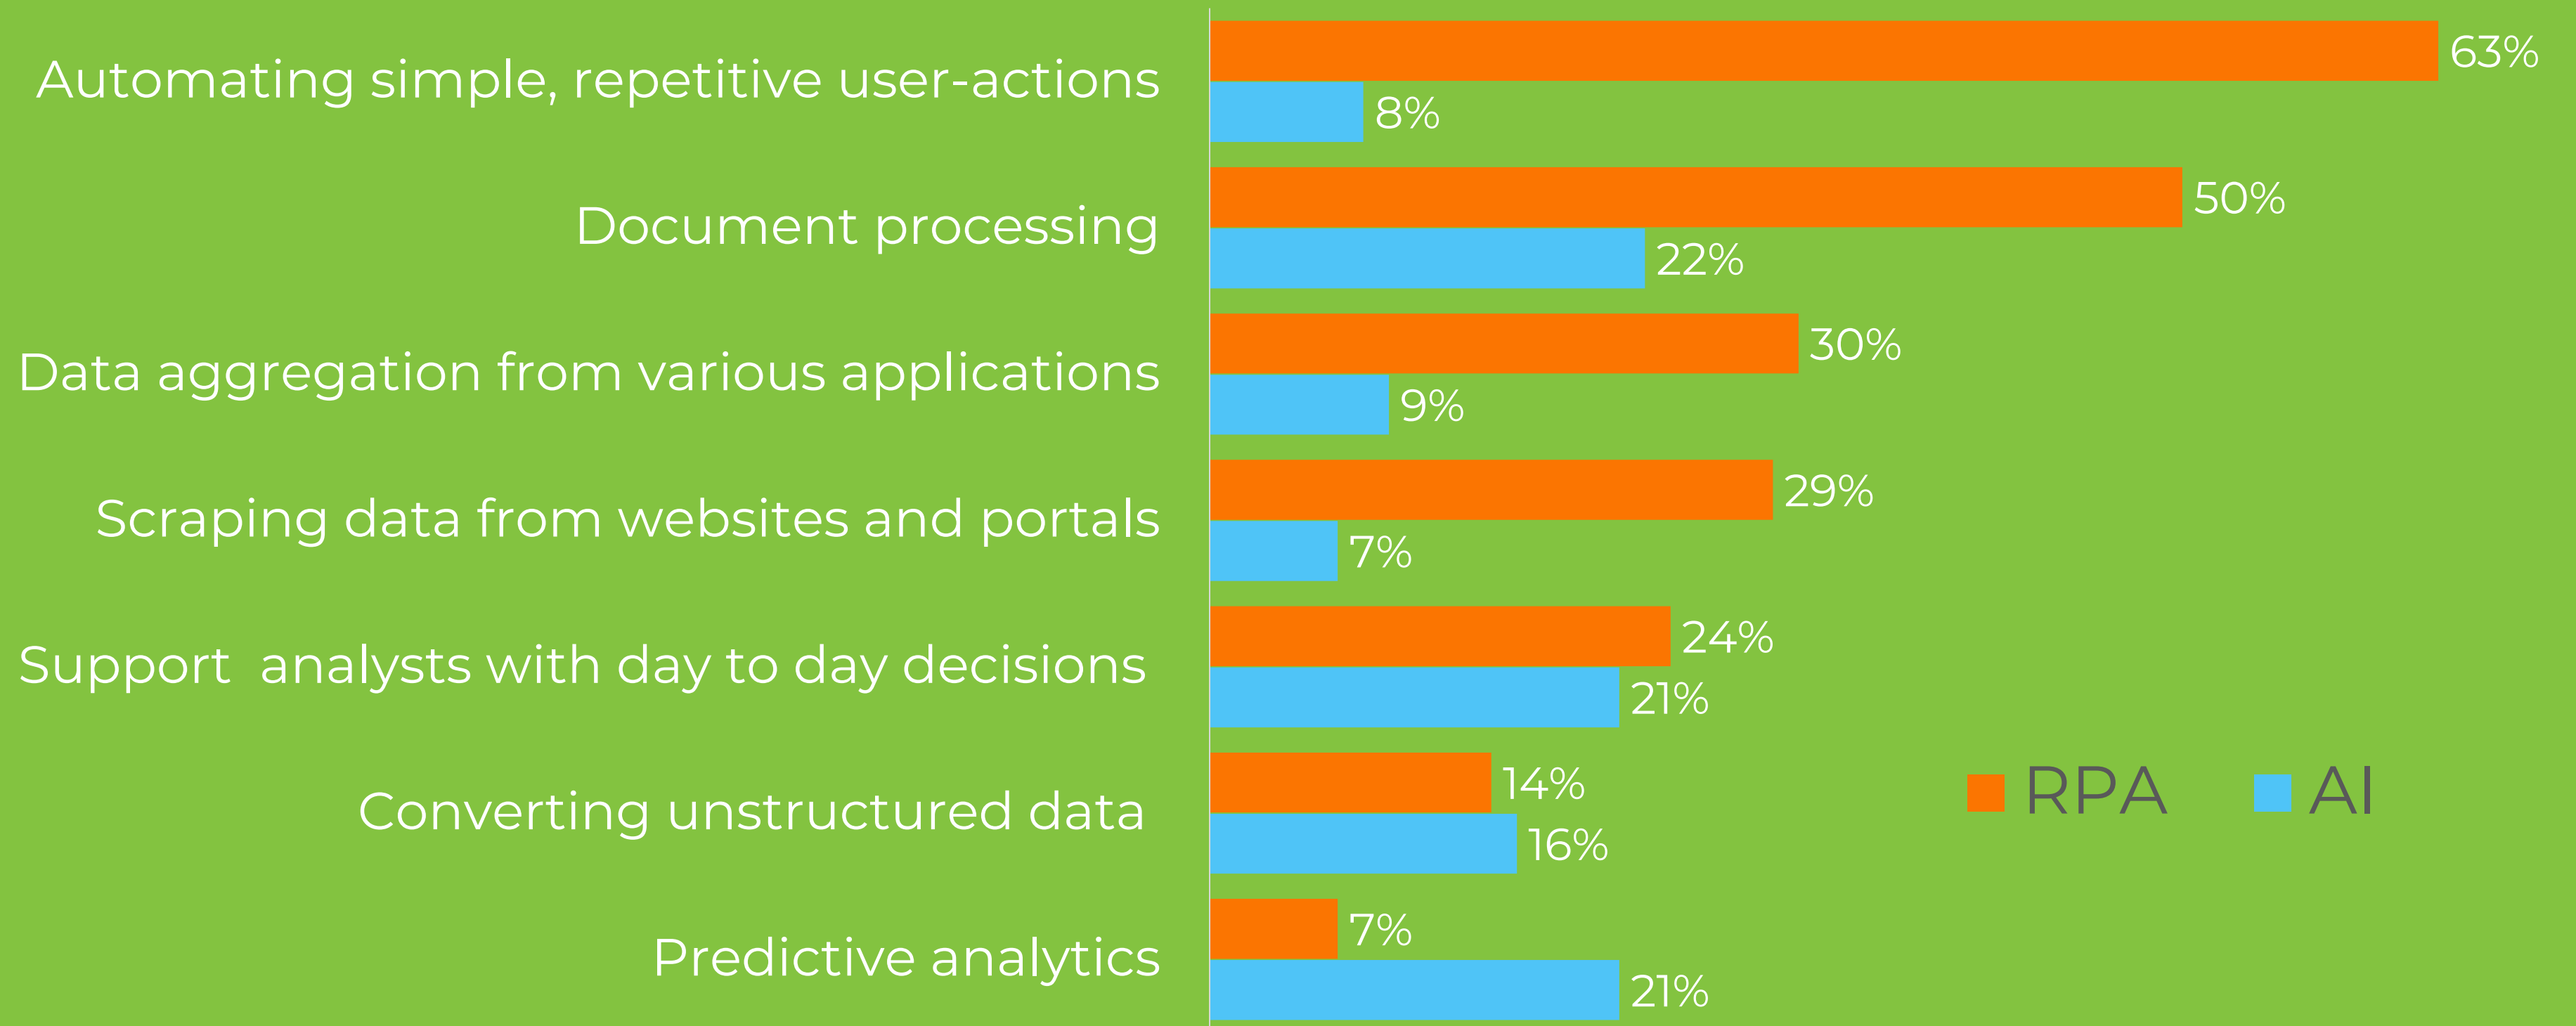 Automating simple, repetitive user-actions
63%
8%
Document processing
50%
22%
Data aggregation from various applications
30%
9%
Scraping data from websites and portals
29%
7%
Support  analysts with day to day decisions
24%
21%
Converting unstructured data
14%
16%
RPA AI
Predictive analytics
7%
21%